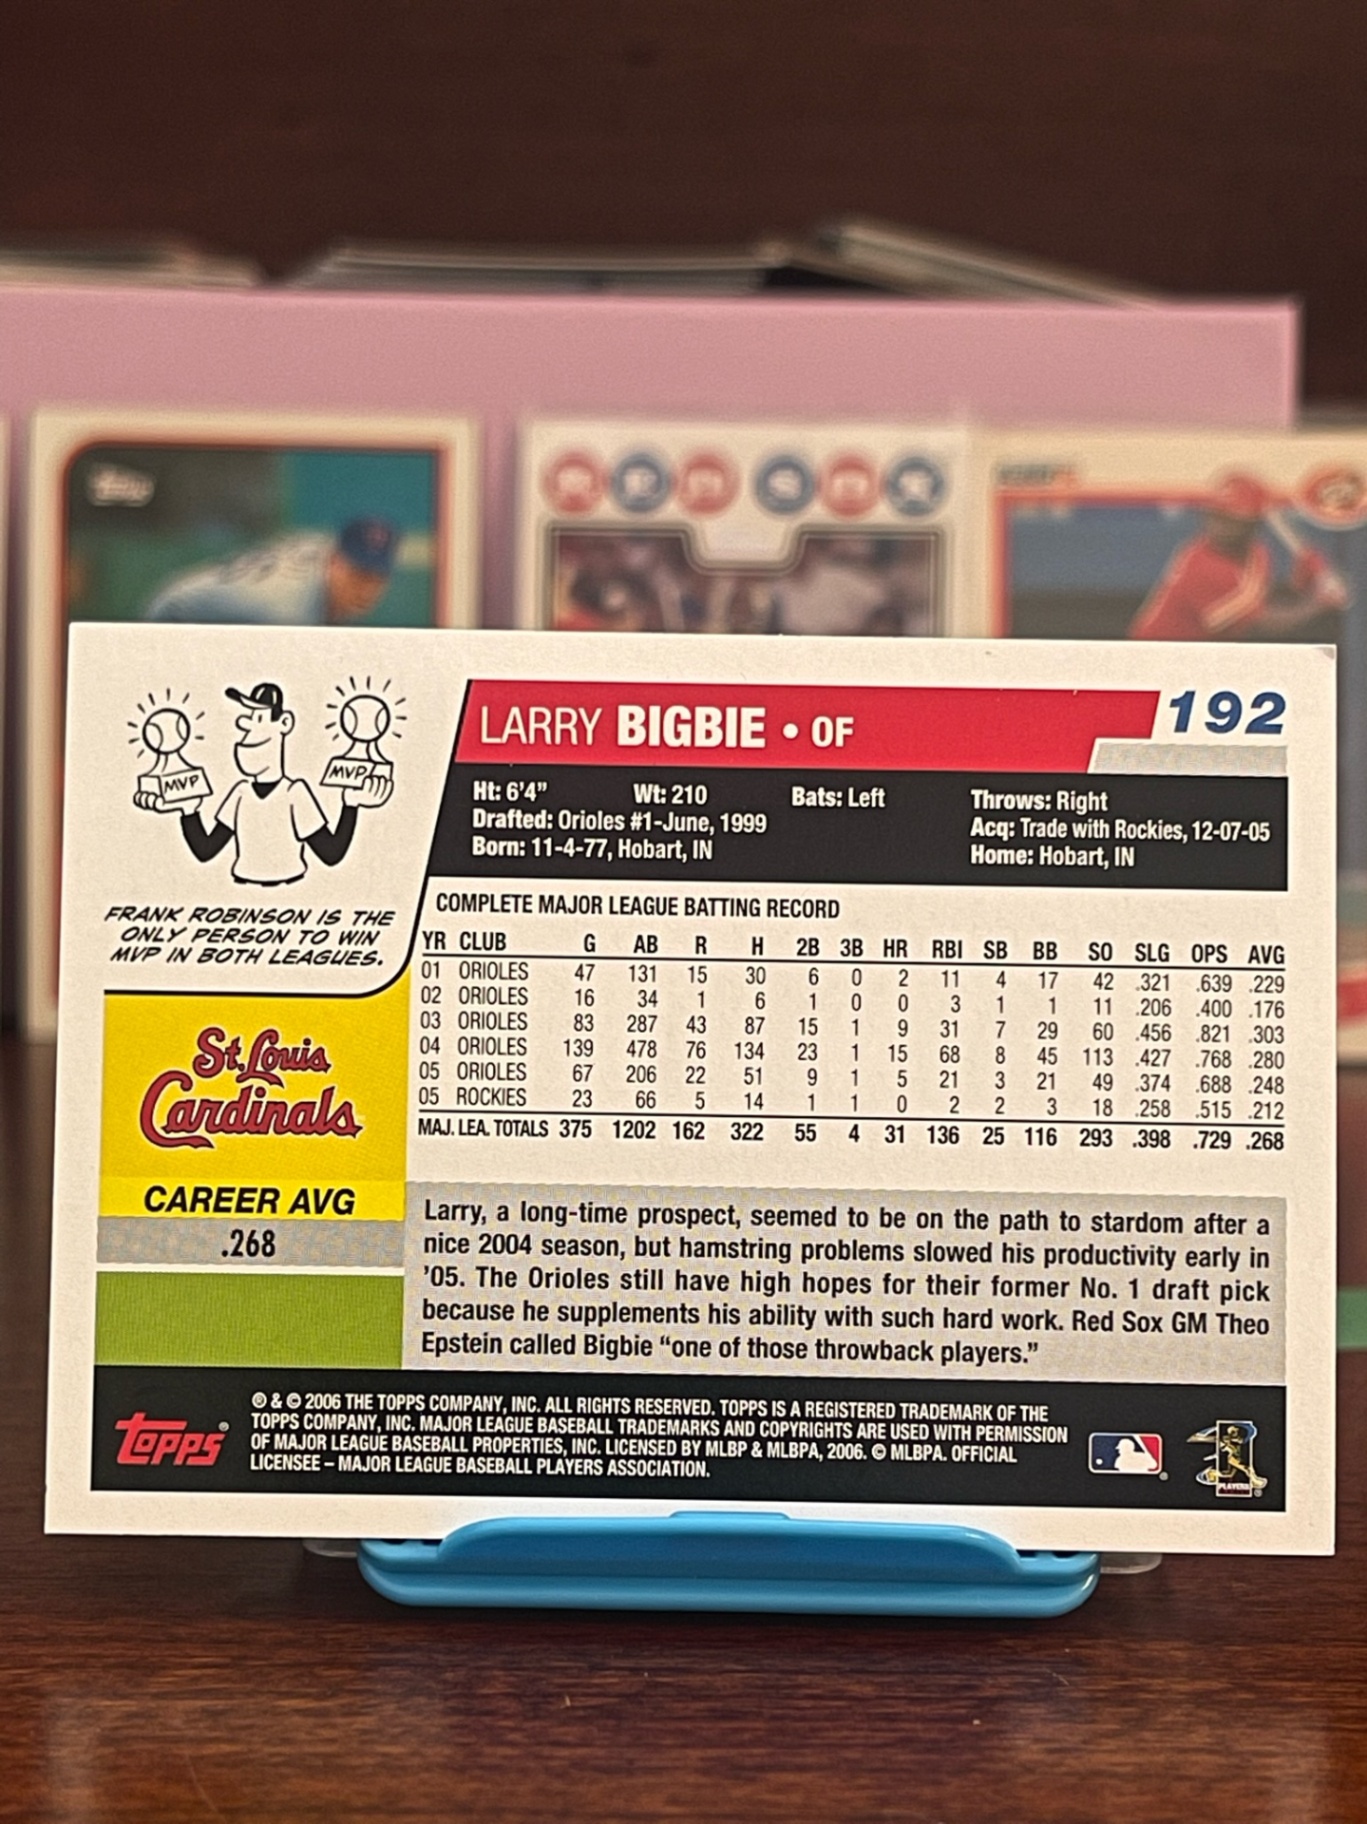 Topps
RED SOX
MVP
MVP
FRANK ROBINSON IS THE
ONLY PERSON TO WIN
MVP IN BOTH LEAGUES.
LARRY BIGBIE • OF
192
Ht: 6'4" Wt: 210 Bats: Left Throws: Right
Drafted: Orioles #1-June, 1999 Acq: Trade with Rockies, 12-07-05
Born: 11-4-77, Hobart, IN Home: Hobart, IN
COMPLETE MAJOR LEAGUE BATTING RECORD
YR CLUB G AB R H 2B 3B HR RBI SB BB SO SLG OPS AVG
01 ORIOLES 47 131 15 30 6 0 2 11 4 17 42 .321 .639 .229
02 ORIOLES 16 34 1 6 1 0 0 3 1 1 11 .206 .400 .176
03 ORIOLES 83 287 43 87 15 1 9 31 7 29 60 .456 .821 .303
04 ORIOLES 139 478 76 134 23 1 15 68 8 45 113 .427 .768 .280
05 ORIOLES 67 206 22 51 9 1 5 21 3 21 49 .374 .688 .248
05 ROCKIES 23 66 5 14 1 1 0 2 2 3 18 .258 .515 .212
MAJ. LEA. TOTALS 375 1202 162 322 55 4 31 136 25 116 293 .398 .729 .268
St. Louis
Cardinals
CAREER AVG
.268
Larry, a long-time prospect, seemed to be on the path to stardom after a
nice 2004 season, but hamstring problems slowed his productivity early in
'05. The Orioles still have high hopes for their former No. 1 draft pick
because he supplements his ability with such hard work. Red Sox GM Theo
Epstein called Bigbie "one of those throwback players."
Topps®
® & © 2006 THE TOPPS COMPANY, INC. ALL RIGHTS RESERVED. TOPPS IS A REGISTERED TRADEMARK OF THE
TOPPS COMPANY, INC. MAJOR LEAGUE BASEBALL TRADEMARKS AND COPYRIGHTS ARE USED WITH PERMISSION
OF MAJOR LEAGUE BASEBALL PROPERTIES, INC. LICENSED BY MLBP & MLBPA, 2006. © MLBPA. OFFICIAL
LICENSEE – MAJOR LEAGUE BASEBALL PLAYERS ASSOCIATION.
PLAYERS